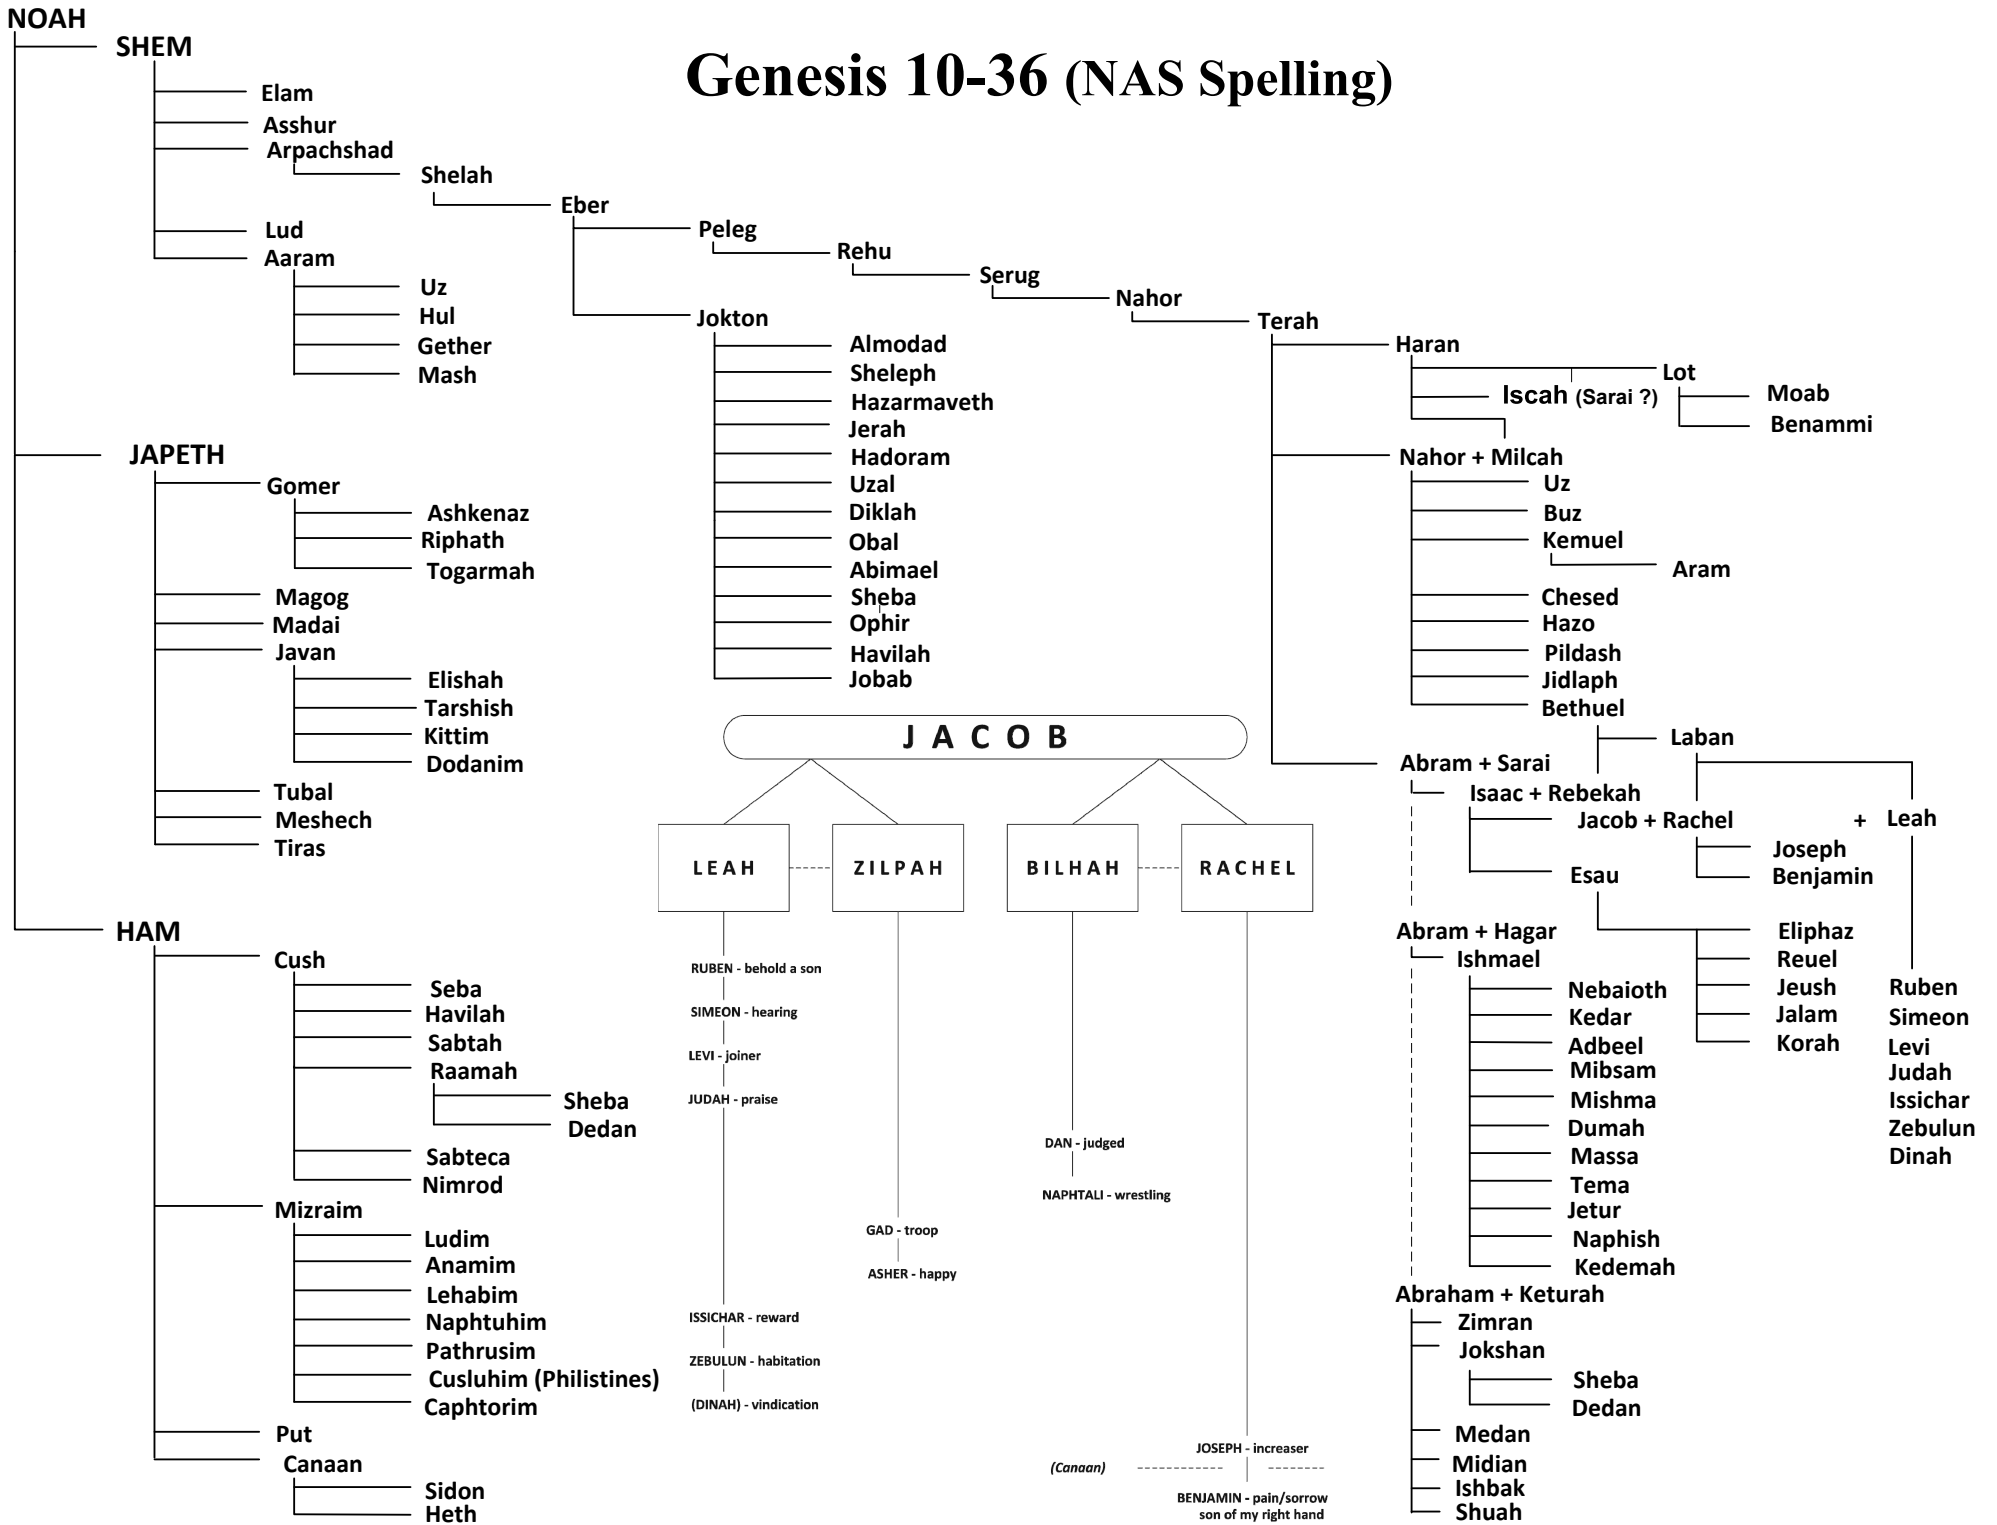 NOAH
SHEM
Genesis 10-36 (NAS Spelling)
Elam
Asshur
Arpachshad
Shelah
Eber
Lud
Peleg
Aaram
Rehu
Serug
Uz
Nahor
Hul
Jokton
Terah
Gether
Almodad
Haran
Mash
Sheleph
Lot
Hazarmaveth
Iscah (Sarai ?)
Moab
Jerah
Benammi
JAPETH
Hadoram
Nahor + Milcah
Gomer
Uzal
Uz
Ashkenaz
Diklah
Buz
Riphath
Obal
Kemuel
Togarmah
Abimael
Aram
Magog
Sheba
Chesed
Madai
Ophir
Hazo
Javan
Havilah
Pildash
Elishah
Jobab
Jidlaph
Tarshish
Bethuel
Kittim
JACOB
Laban
Dodanim
Abram + Sarai
Tubal
Isaac + Rebekah
Meshech
Jacob + Rachel + Leah
Tiras
Joseph
LEAH
ZILPAH
BILHAH
RACHEL
Esau
Benjamin
HAM
Abram + Hagar
Eliphaz
Cush
RUBEN - behold a son
Ishmael
Reuel
Seba
Nebaioth
Jeush
Ruben
Havilah
SIMEON - hearing
Kedar
Jalam
Simeon
Sabtah
LEVI - joiner
Adbeel
Korah
Levi
Raamah
Mibsam
Judah
Sheba
JUDAH - praise
Mishma
Issichar
Dedan
DAN - judged
Dumah
Zebulun
Sabteca
Massa
Dinah
Nimrod
NAPHTALI - wrestling
Tema
Mizraim
GAD - troop
Jetur
Ludim
Naphish
Anamim
ASHER - happy
Kedemah
Lehabim
Abraham + Keturah
Naphtuhim
ISSICHAR - reward
Zimran
Pathrusim
ZEBULUN - habitation
Jokshan
Cusluhim (Philistines)
Sheba
Caphtorim
(DINAH) - vindication
Dedan
Put
JOSEPH - increaser
Medan
Canaan
(Canaan)
Midian
Sidon
BENJAMIN - pain/sorrow
son of my right hand
Ishbak
Heth
Shuah